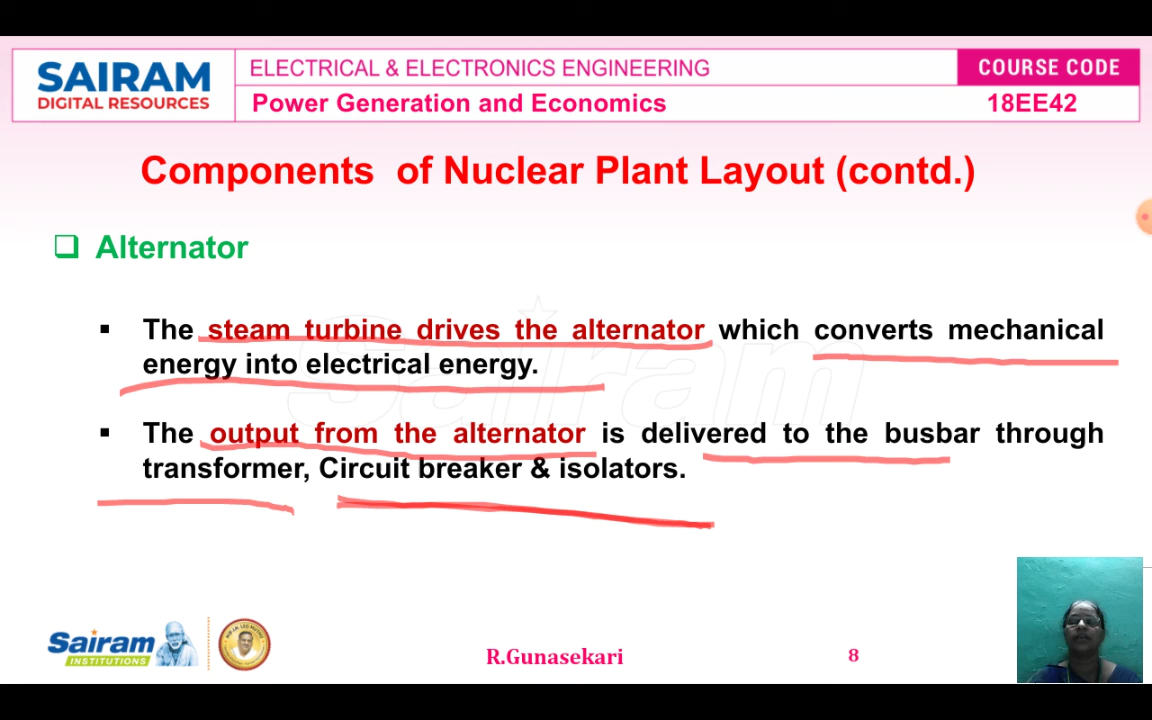 SAIRAM
DIGITAL RESOURCES
ELECTRICAL & ELECTRONICS ENGINEERING
COURSE CODE
Power Generation and Economics
18EE42
Components of Nuclear Plant Layout (contd.)
Alternator
The steam turbine drives the alternator which converts mechanical
energy into electrical energy.
The output from the alternator is delivered to the busbar through
transformer, Circuit breaker & isolators.
Sairam
Sairam
INSTITUTIONS
R.Gunasekari
8